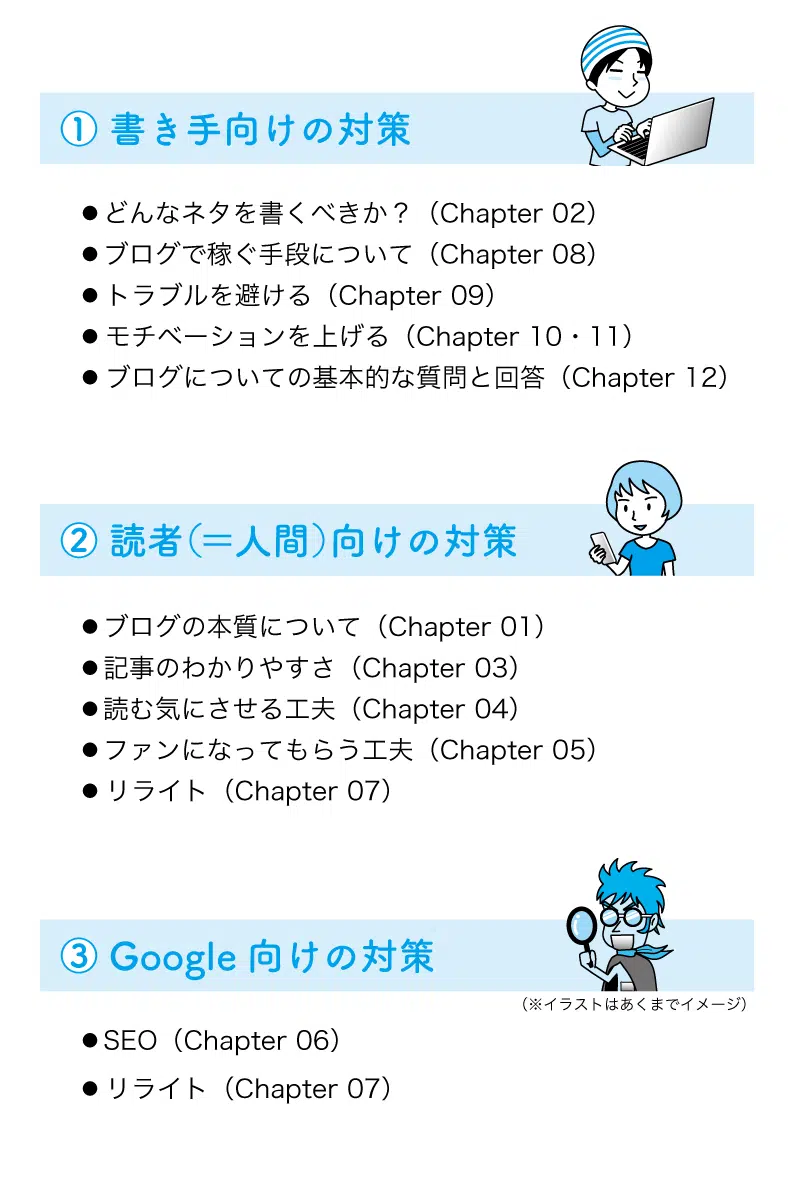 ① 書き手向けの対策
●どんなネタを書くべきか？（Chapter 02）
●ブログで稼ぐ手段について（Chapter 08）
●トラブルを避ける（Chapter 09）
●モチベーションを上げる（Chapter 10・11）
●ブログについての基本的な質問と回答（Chapter 12）
② 読者（＝人間）向けの対策
●ブログの本質について（Chapter 01）
●記事のわかりやすさ（Chapter 03）
●読む気にさせる工夫（Chapter 04）
●ファンになってもらう工夫（Chapter 05）
●リライト（Chapter 07）
③ Google 向けの対策
（※イラストはあくまでイメージ）
●SEO（Chapter 06）
●リライト（Chapter 07）